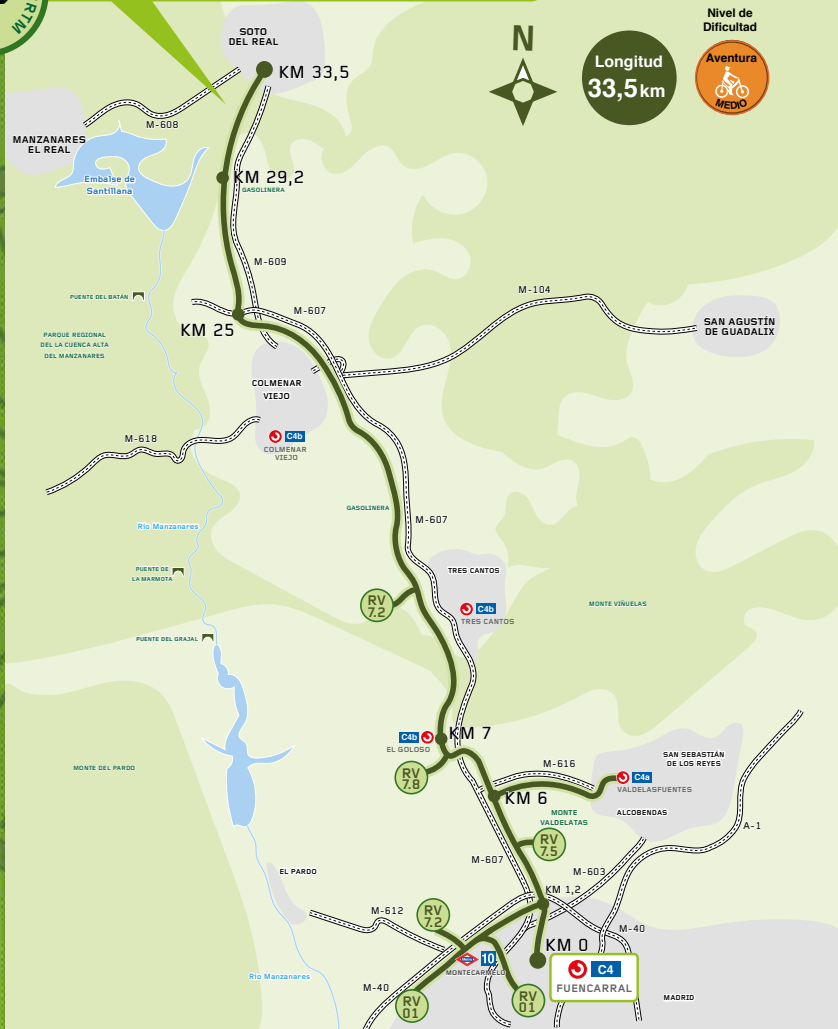 RTM
SOTO
DEL REAL
KM 33,5
N
Longitud
33,5 km
Nivel de
Dificultad
Aventura
MEDIO
M-608
MANZANARES
EL REAL
Embalse de
Santillana
KM 29,2
GASOLINERA
M-609
PUENTE DEL BATÁN
M-607
M-104
KM 25
SAN AGUSTÍN
DE GUADALIX
PARQUE REGIONAL
DEL LA CUENCA ALTA
DEL MANZANARES
COLMENAR
VIEJO
C4b
COLMENAR
VIEJO
M-618
GASOLINERA
M-607
Río Manzanares
PUENTE DE
LA MARMOTA
TRES CANTOS
RV
7.2
C4b
TRES CANTOS
MONTE VIÑUELAS
PUENTE DEL GRAJAL
C4b
EL GOLOSO
KM 7
MONTE DEL PARDO
RV
7.8
M-616
SAN SEBASTIÁN
DE LOS REYES
C4a
VALDELASFUENTES
KM 6
MONTE
VALDELATAS
ALCOBENDAS
A-1
RV
7.5
M-607
M-603
EL PARDO
KM 1,2
M-612
RV
7.2
M-40
KM 0
Metro
10
MONTECARMELO
C4
FUENCARRAL
Río Manzanares
M-40
RV
01
RV
01
MADRID